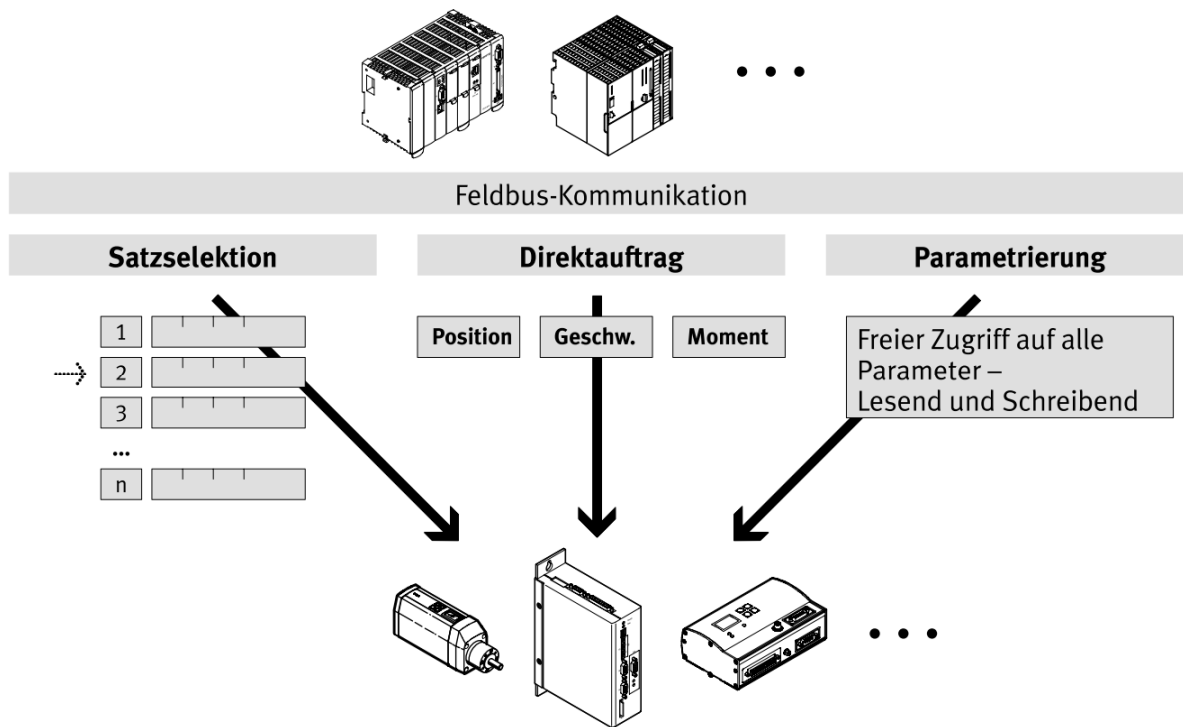 Feldbus-Kommunikation
Satzselektion
Direktauftrag
Parametrierung
1
2
3
...
n
Position
Geschw.
Moment
Freier Zugriff auf alle
Parameter –
Lesend und Schreibend